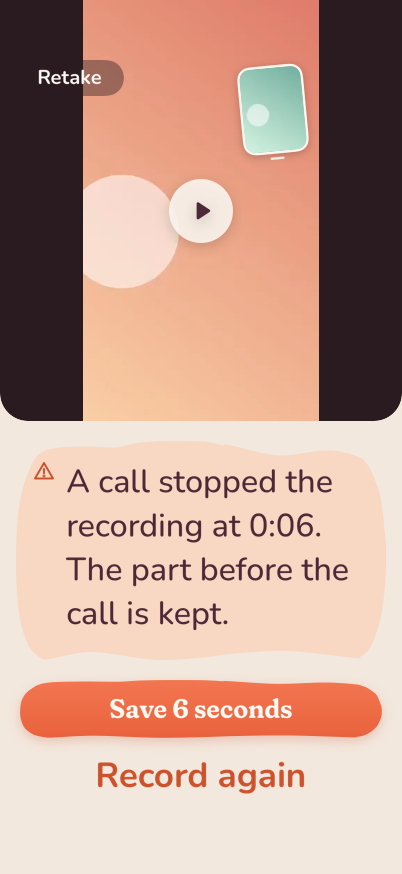 Retake
A call stopped the
recording at 0:06.
The part before the
call is kept.
Save 6 seconds
Record again